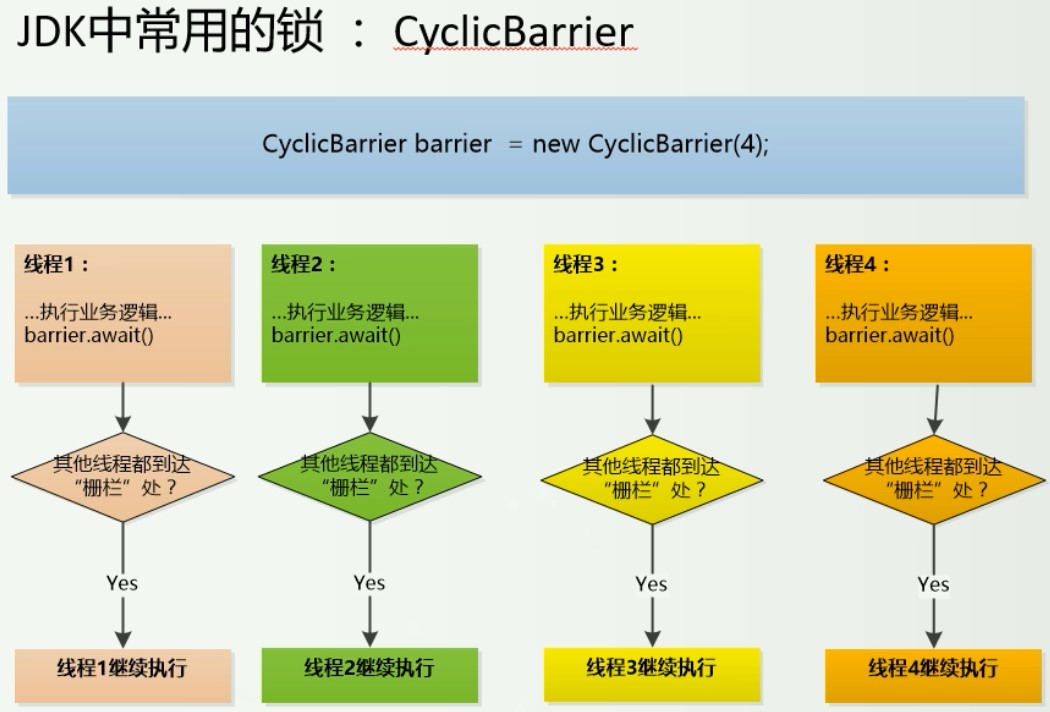 JDK中常用的锁 ： CyclicBarrier
CyclicBarrier barrier = new CyclicBarrier(4);
线程1：
...执行业务逻辑...
barrier.await()
线程2：
...执行业务逻辑...
barrier.await()
线程3：
...执行业务逻辑...
barrier.await()
线程4：
...执行业务逻辑...
barrier.await()
其他线程都到达
“栅栏”处？
其他线程都到达
“栅栏”处？
其他线程都到达
“栅栏”处？
其他线程都到达
“栅栏”处？
Yes
Yes
Yes
Yes
线程1继续执行
线程2继续执行
线程3继续执行
线程4继续执行